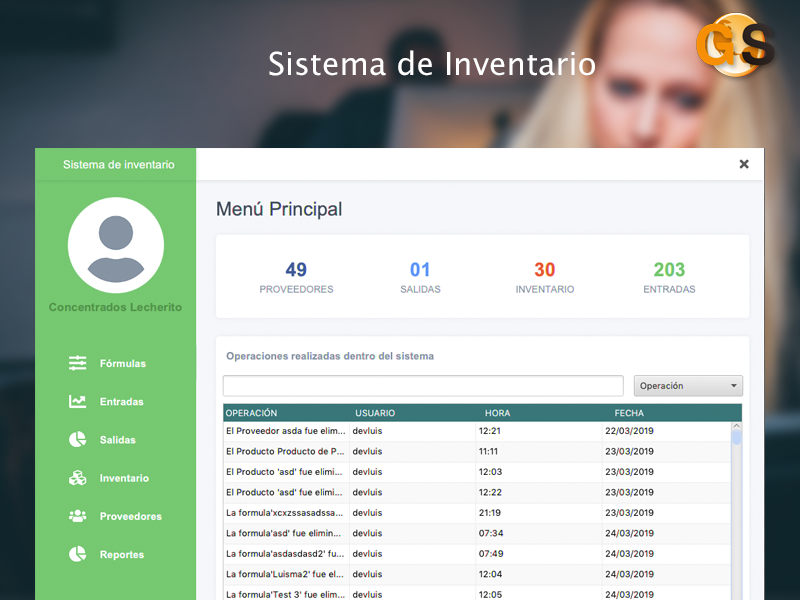 Sistema de Inventario
GS
Sistema de inventario
Menú Principal
49 01 30 203
PROVEEDORES SALIDAS INVENTARIO ENTRADAS
Concentrados Lecherito
Fórmulas
Entradas
Salidas
Inventario
Proveedores
Reportes
Operaciones realizadas dentro del sistema
Operación
OPERACIÓN USUARIO HORA FECHA
El Proveedor asda fue elim... devluis 12:21 22/03/2019
El Producto Producto de P... devluis 11:11 23/03/2019
El Producto 'asd' fue elimi... devluis 12:03 23/03/2019
El Producto 'asd' fue elimi... devluis 12:22 23/03/2019
La formula'xcxzssasadssa... devluis 21:19 23/03/2019
La formula'asd' fue elimin... devluis 07:34 24/03/2019
La formula'asdasdasd2' fu... devluis 07:49 24/03/2019
La formula'Luisma2' fue el... devluis 12:04 24/03/2019
La formula'Test 3' fue elim... devluis 12:05 24/03/2019